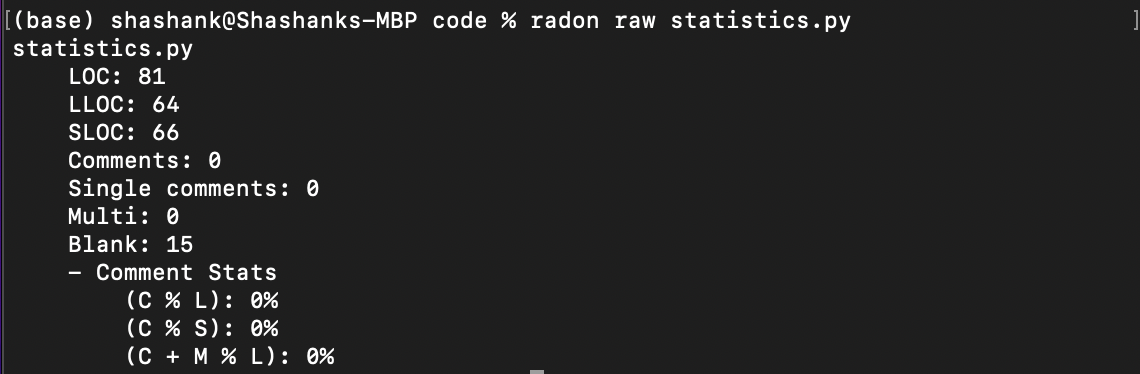 [(base) shashank@Shashanks-MBP code % radon raw statistics.py ]
statistics.py
    LOC: 81
    LLOC: 64
    SLOC: 66
    Comments: 0
    Single comments: 0
    Multi: 0
    Blank: 15
    - Comment Stats
        (C % L): 0%
        (C % S): 0%
        (C + M % L): 0%